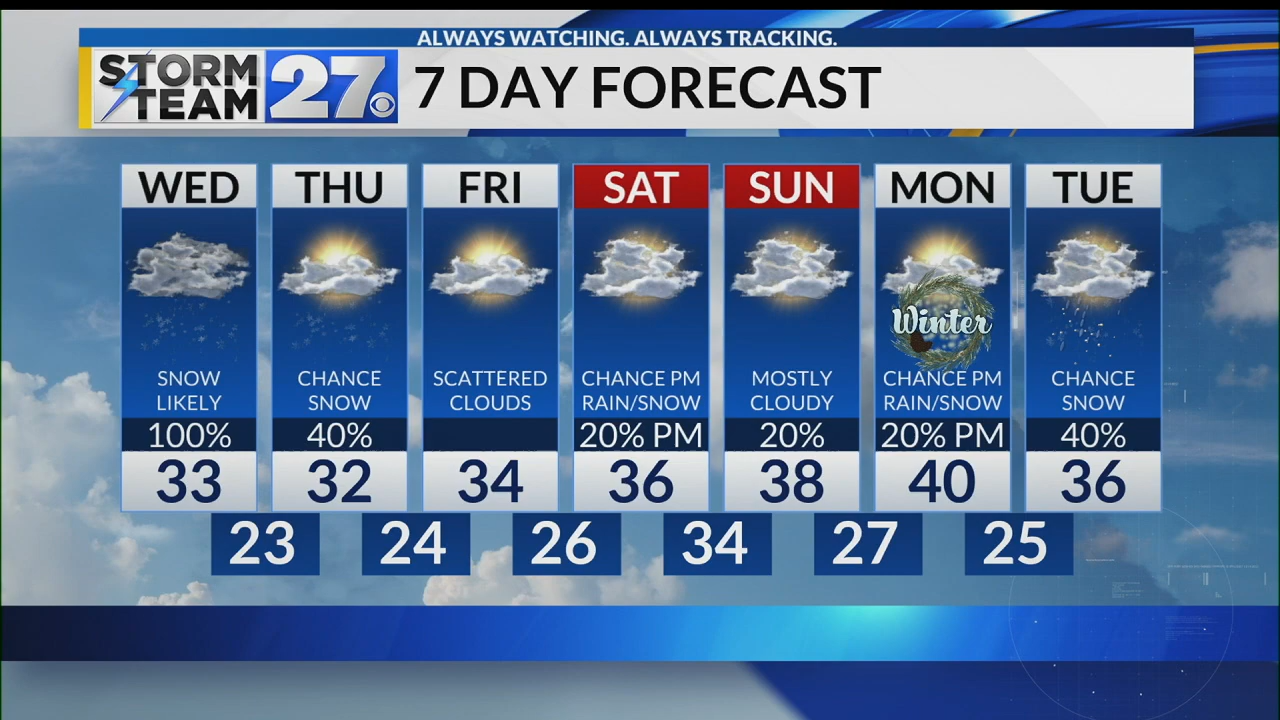 ALWAYS WATCHING. ALWAYS TRACKING.
STORM
TEAM
27
7 DAY FORECAST
WED
THU
FRI
SAT
SUN
MON
TUE
Winter
SNOW
LIKELY
CHANCE
SNOW
SCATTERED
CLOUDS
CHANCE PM
RAIN/SNOW
MOSTLY
CLOUDY
CHANCE PM
RAIN/SNOW
CHANCE
SNOW
100%
40%
20% PM
20%
20% PM
40%
33
32
34
36
38
40
36
23
24
26
34
27
25